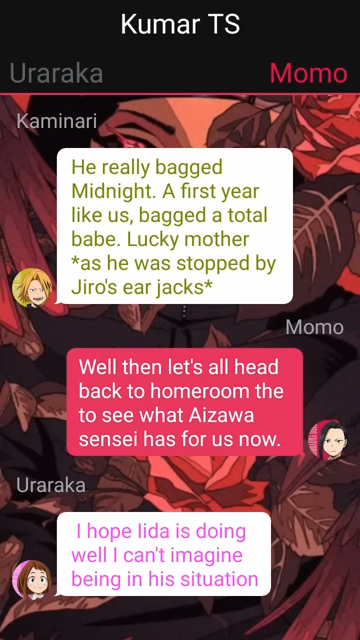 Kumar TS
Uraraka
Momo
Kaminari
He really bagged
Midnight. A first year
like us, bagged a total
babe. Lucky mother
*as he was stopped by
Jiro's ear jacks*
Momo
Well then let's all head
back to homeroom the
to see what Aizawa
sensei has for us now.
Uraraka
I hope Iida is doing
well I can't imagine
being in his situation